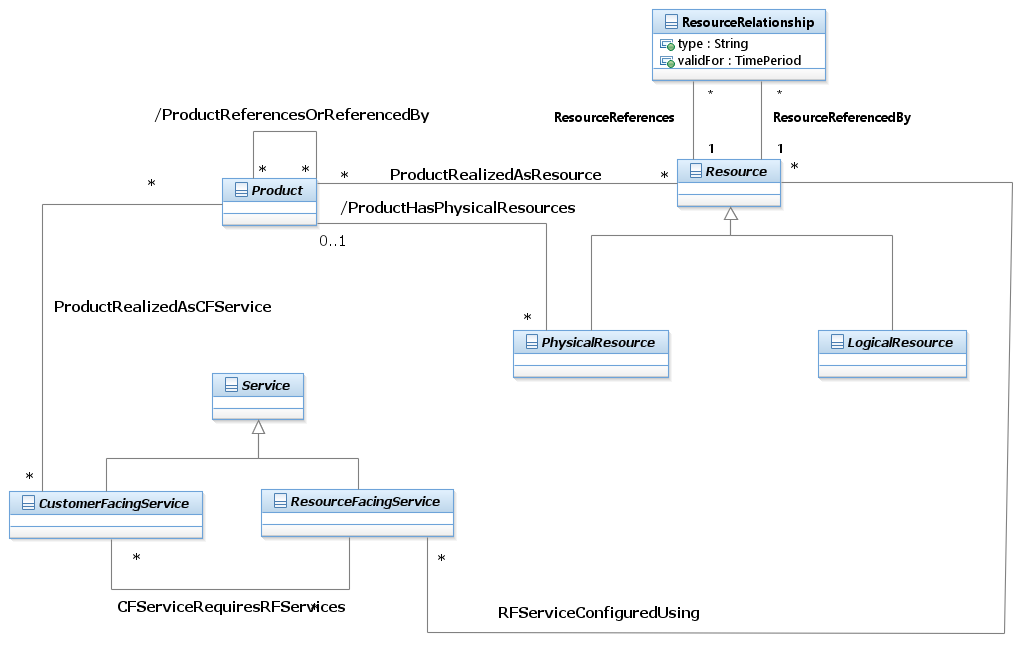 ResourceRelationship
type : String
validFor : TimePeriod
* *
ResourceReferences ResourceReferencedBy
1 1
/ProductReferencesOrReferencedBy
* *
Product
* ProductRealizedAsResource *
Resource
*
*
/ProductHasPhysicalResources
0..1
*
ProductRealizedAsCFService
PhysicalResource
LogicalResource
Service
*
CustomerFacingService
ResourceFacingService
* *
CFServiceRequiresRFServices
*
RFServiceConfiguredUsing